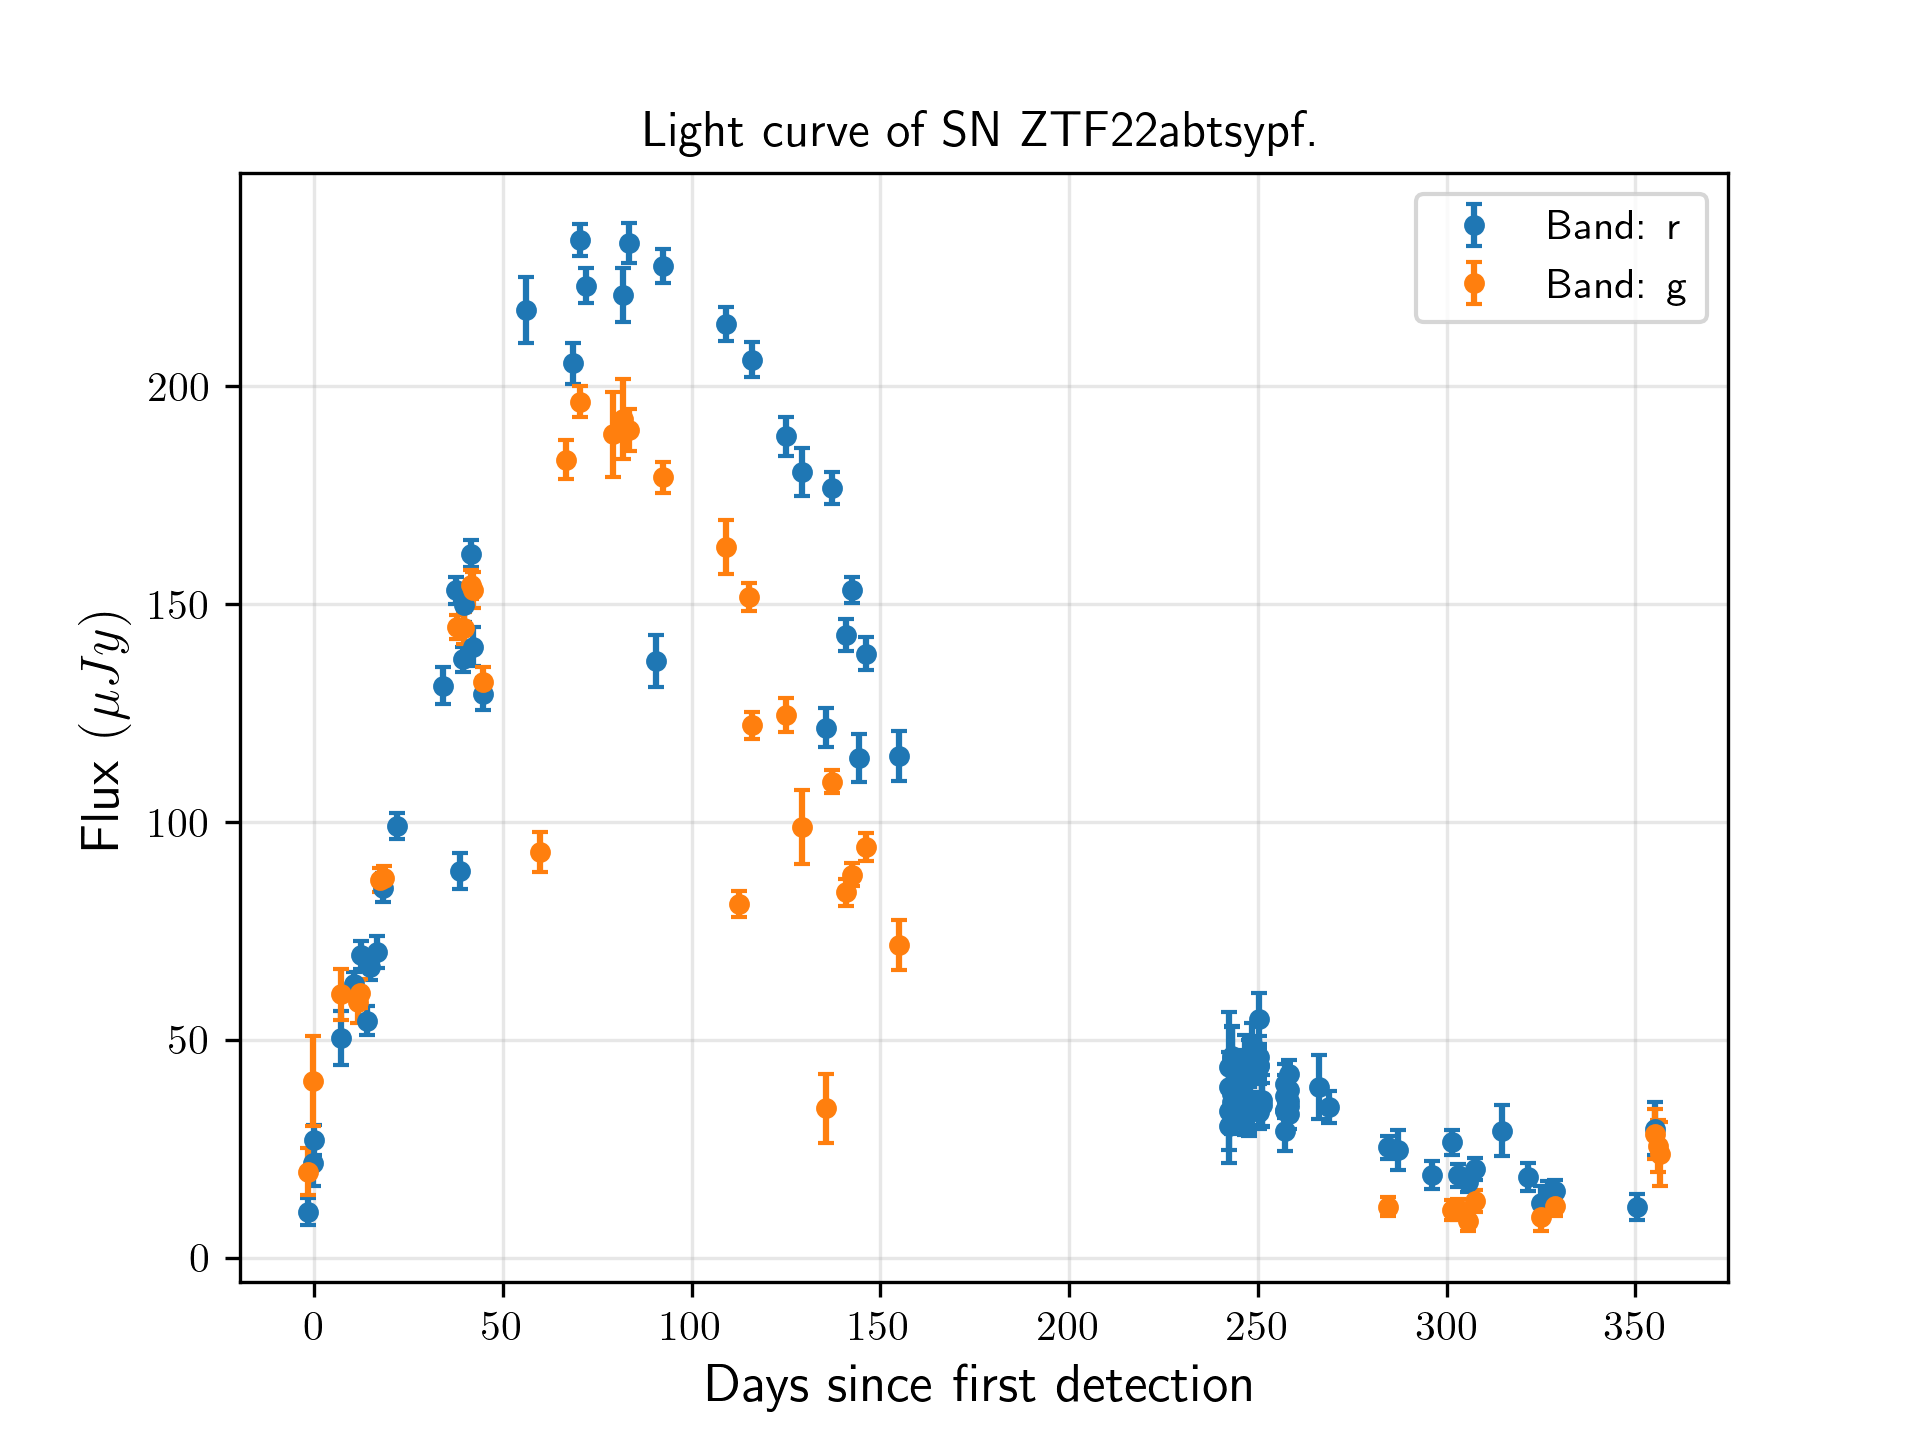 Light curve of SN ZTF22abtsypf.
Band: r
Band: g
Flux (μJy)
200
150
100
50
0
0 50 100 150 200 250 300 350
Days since first detection